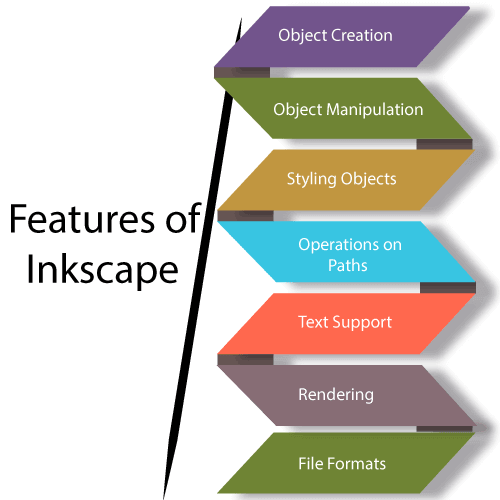 Features of
Inkscape
Object Creation
Object Manipulation
Styling Objects
Operations on
Paths
Text Support
Rendering
File Formats